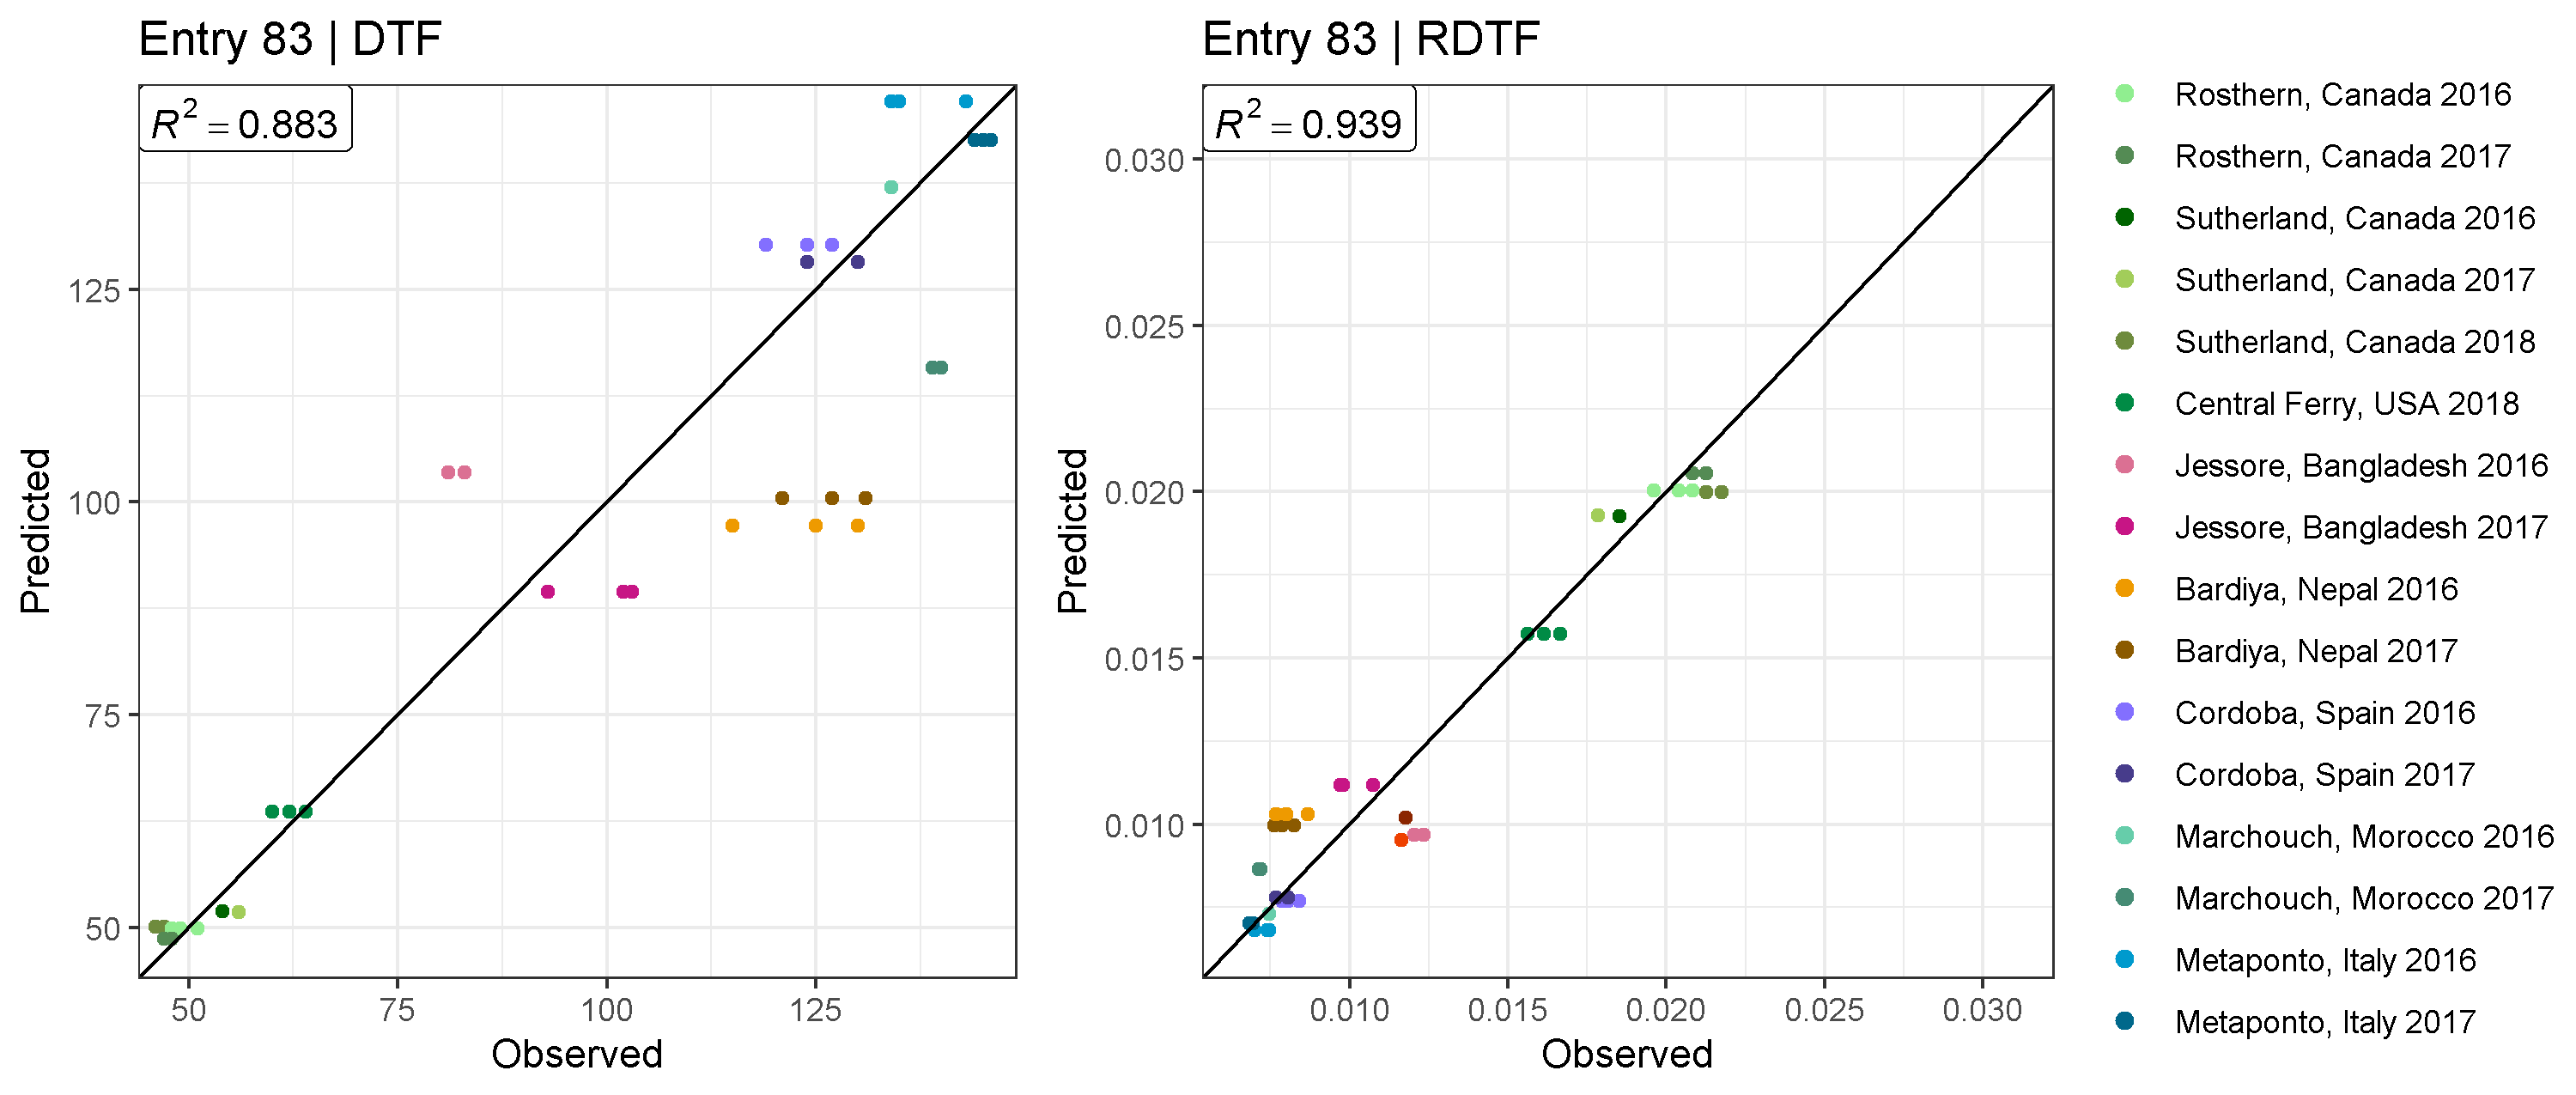 Entry 83 | DTF
R² = 0.883
125
100
75
50
50 75 100 125
Observed
Predicted
Entry 83 | RDTF
R² = 0.939
0.030
0.025
0.020
0.015
0.010
0.010 0.015 0.020 0.025 0.030
Observed
Predicted
Rosthern, Canada 2016
Rosthern, Canada 2017
Sutherland, Canada 2016
Sutherland, Canada 2017
Sutherland, Canada 2018
Central Ferry, USA 2018
Jessore, Bangladesh 2016
Jessore, Bangladesh 2017
Bardiya, Nepal 2016
Bardiya, Nepal 2017
Cordoba, Spain 2016
Cordoba, Spain 2017
Marchouch, Morocco 2016
Marchouch, Morocco 2017
Metaponto, Italy 2016
Metaponto, Italy 2017